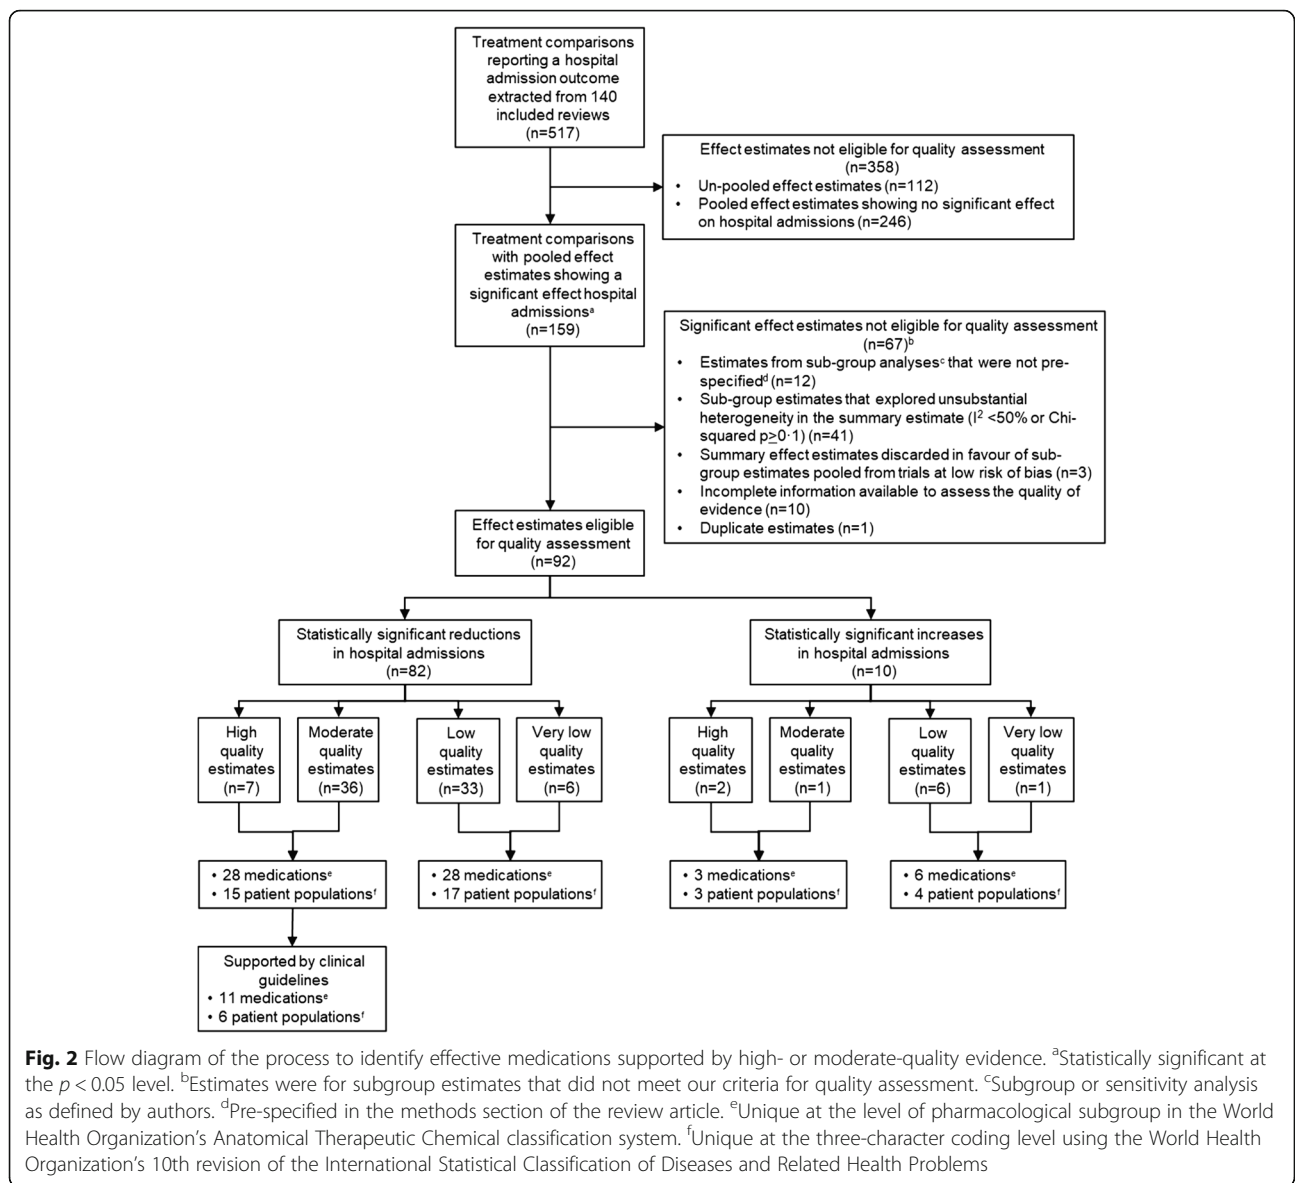 Treatment comparisons
reporting a hospital
admission outcome
extracted from 140
included reviews
(n=517)
Effect estimates not eligible for quality assessment
(n=358)
• Un-pooled effect estimates (n=112)
• Pooled effect estimates showing no significant effect
on hospital admissions (n=246)
Treatment comparisons
with pooled effect
estimates showing a
significant effect hospital
admissionsᵃ
(n=159)
Significant effect estimates not eligible for quality assessment
(n=67)ᵇ
• Estimates from sub-group analysesᶜ that were not pre-
specifiedᵈ (n=12)
• Sub-group estimates that explored unsubstantial
heterogeneity in the summary estimate (I² <50% or Chi-
squared p≥0·1) (n=41)
• Summary effect estimates discarded in favour of sub-
group estimates pooled from trials at low risk of bias (n=3)
• Incomplete information available to assess the quality of
evidence (n=10)
• Duplicate estimates (n=1)
Effect estimates eligible
for quality assessment
(n=92)
Statistically significant reductions
in hospital admissions
(n=82)
Statistically significant increases
in hospital admissions
(n=10)
High
quality
estimates
(n=7)
Moderate
quality
estimates
(n=36)
Low
quality
estimates
(n=33)
Very low
quality
estimates
(n=6)
High
quality
estimates
(n=2)
Moderate
quality
estimates
(n=1)
Low
quality
estimates
(n=6)
Very low
quality
estimates
(n=1)
• 28 medicationsᵉ
• 15 patient populationsᶠ
• 28 medicationsᵉ
• 17 patient populationsᶠ
• 3 medicationsᵉ
• 3 patient populationsᶠ
• 6 medicationsᵉ
• 4 patient populationsᶠ
Supported by clinical
guidelines
• 11 medicationsᵉ
• 6 patient populationsᶠ
Fig. 2 Flow diagram of the process to identify effective medications supported by high- or moderate-quality evidence. ᵃStatistically significant at
the p < 0.05 level. ᵇEstimates were for subgroup estimates that did not meet our criteria for quality assessment. ᶜSubgroup or sensitivity analysis
as defined by authors. ᵈPre-specified in the methods section of the review article. ᵉUnique at the level of pharmacological subgroup in the World
Health Organization's Anatomical Therapeutic Chemical classification system. ᶠUnique at the three-character coding level using the World Health
Organization's 10th revision of the International Statistical Classification of Diseases and Related Health Problems